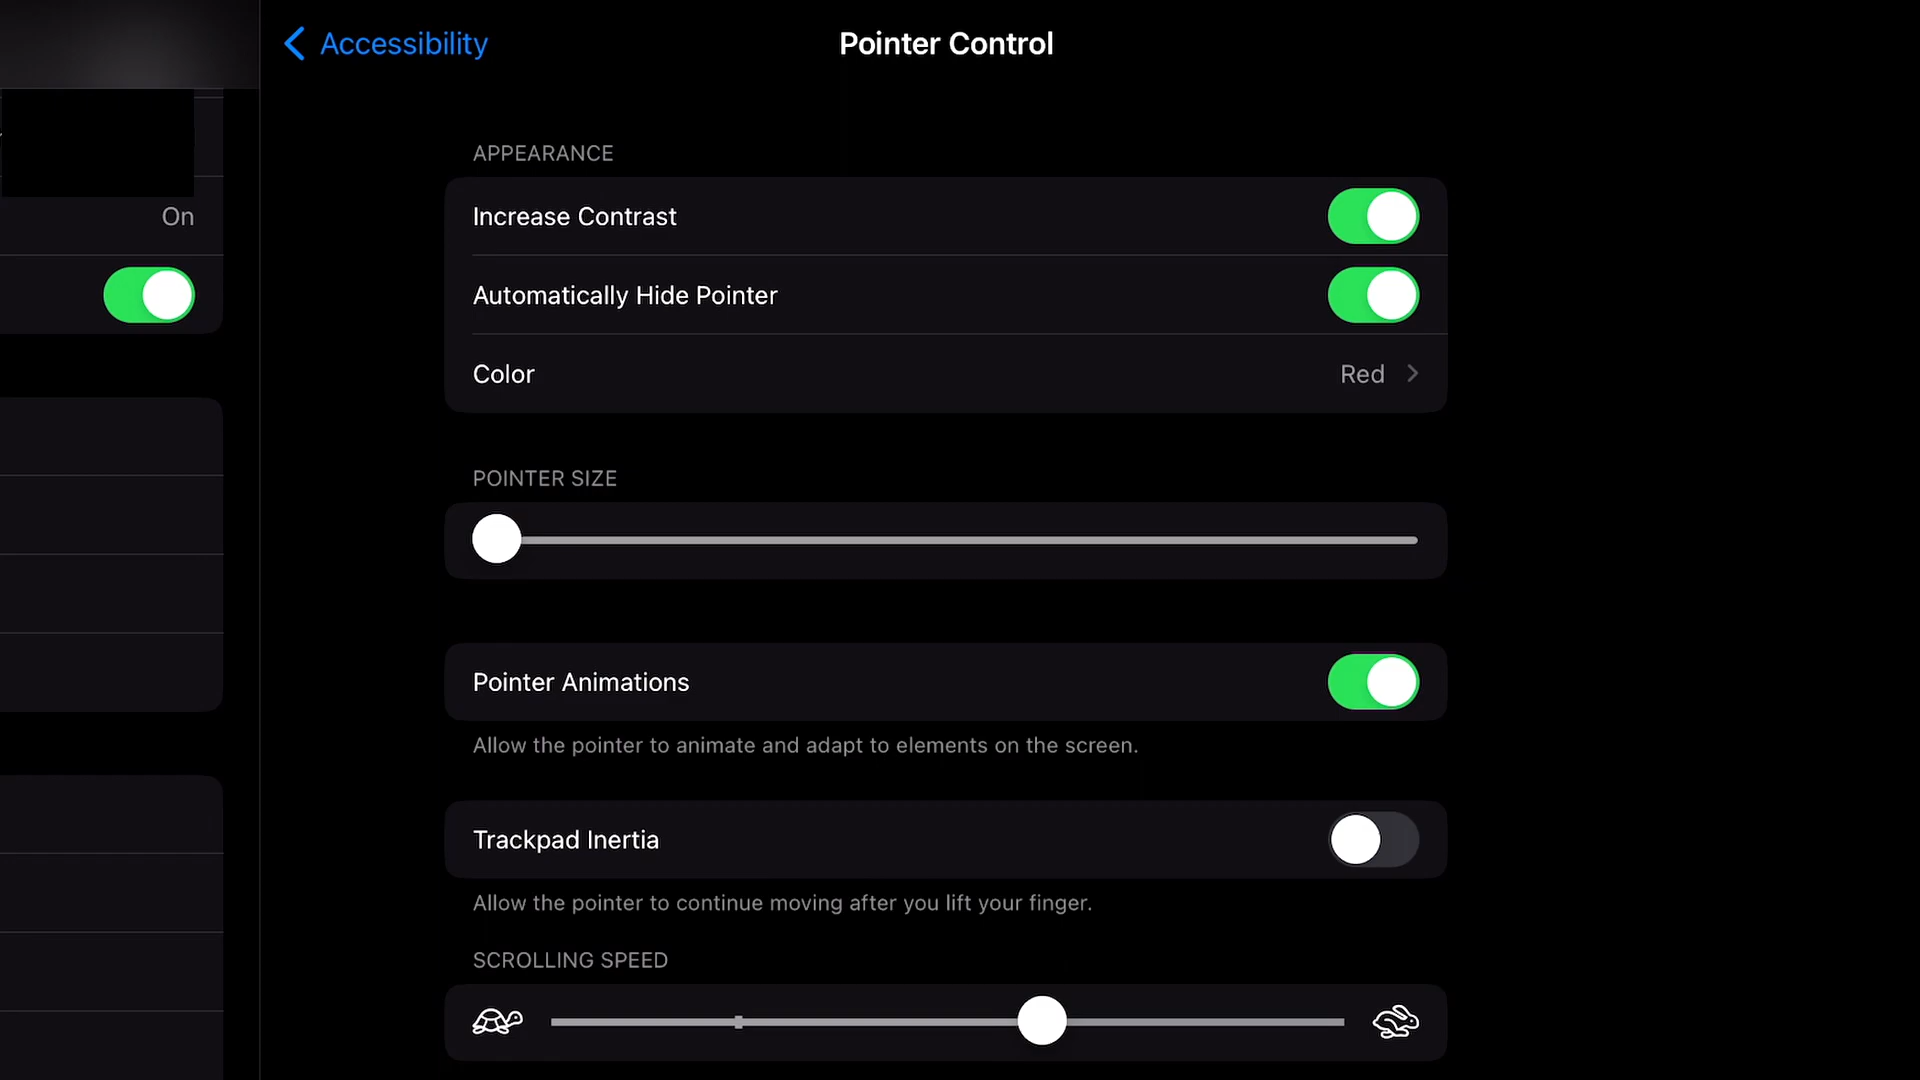 Accessibility
Pointer Control
APPEARANCE
On
Increase Contrast
Automatically Hide Pointer
Color
Red
POINTER SIZE
Pointer Animations
Allow the pointer to animate and adapt to elements on the screen.
Trackpad Inertia
Allow the pointer to continue moving after you lift your finger.
SCROLLING SPEED